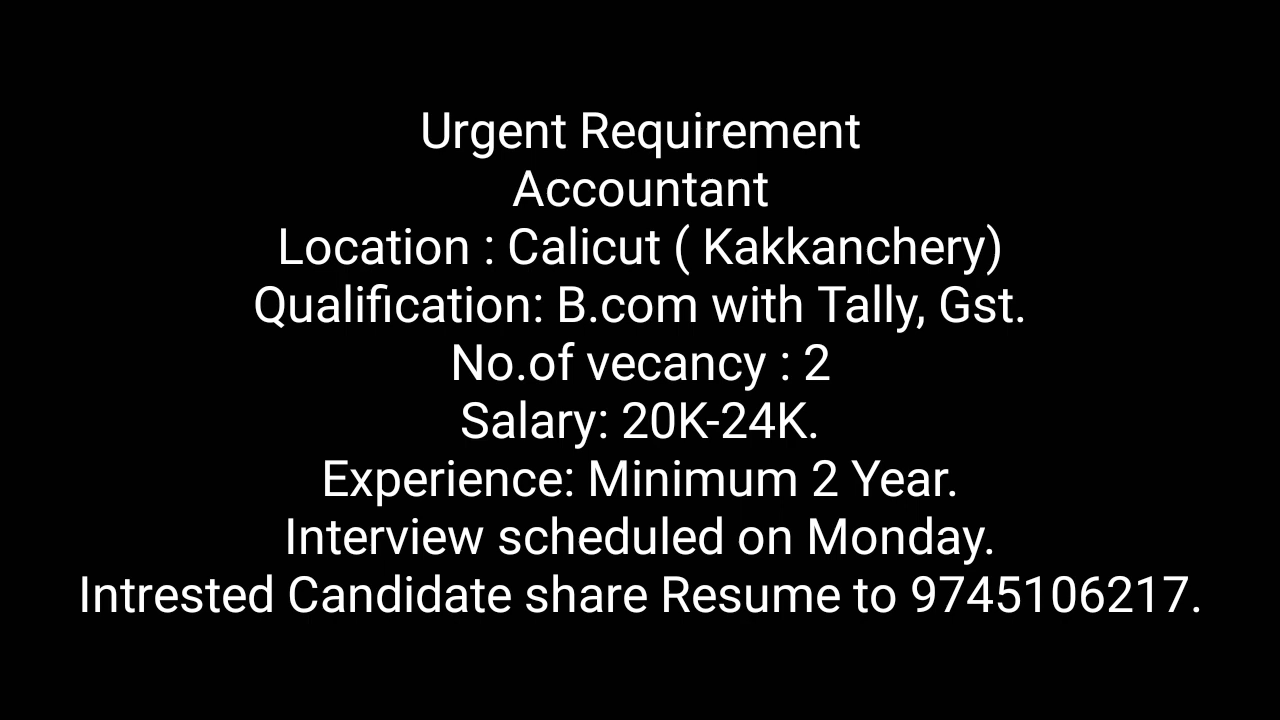 Urgent Requirement
Accountant
Location : Calicut ( Kakkanchery)
Qualification: B.com with Tally, Gst.
No.of vecancy : 2
Salary: 20K-24K.
Experience: Minimum 2 Year.
Interview scheduled on Monday.
Intrested Candidate share Resume to 9745106217.